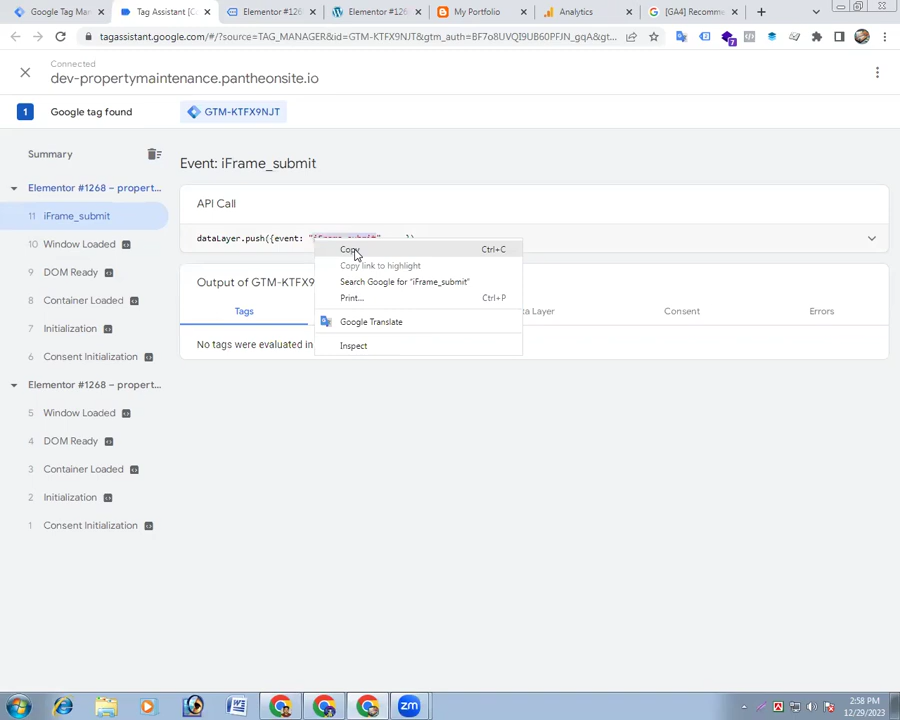 Google Tag Man
Tag Assistant [C
Elementor #126
Elementor #126
My Portfolio
Analytics
[GA4] Recomme
tagassistant.google.com/#/?source=TAG_MANAGER&id=GTM-KTFX9NJT&gtm_auth=BF7o8UVQI9UB60PFJN_gqA&gt
7
Connected
dev-propertymaintenance.pantheonsite.io
1
Google tag found
GTM-KTFX9NJT
Summary
Event: iFrame_submit
Elementor #1268 – propert...
API Call
11 iFrame_submit
dataLayer.push({event: "iFrame_submit" ...})
10 Window Loaded
Copy Ctrl+C
Copy link to highlight
9 DOM Ready
Output of GTM-KTFX9
Search Google for “iFrame_submit”
8 Container Loaded
Print... Ctrl+P
Tags
ta Layer
Consent
Errors
7 Initialization
Google Translate
No tags were evaluated in
Inspect
6 Consent Initialization
Elementor #1268 – propert...
5 Window Loaded
4 DOM Ready
3 Container Loaded
2 Initialization
1 Consent Initialization
zm
2:58 PM
12/29/2023